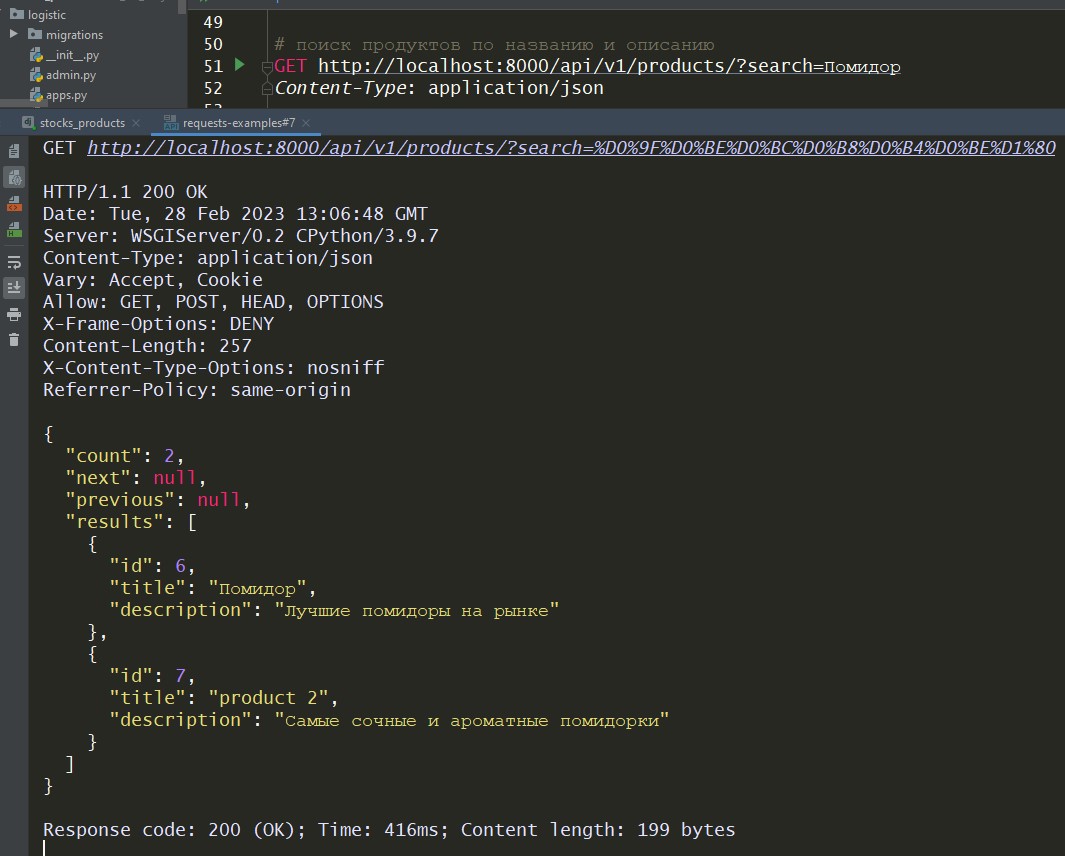 logistic
migrations
__init__.py
admin.py
apps.py
49
50 # поиск продуктов по названию и описанию
51 GET http://localhost:8000/api/v1/products/?search=Помидор
52 Content-Type: application/json
stocks_products
requests-examples#7
GET http://localhost:8000/api/v1/products/?search=%D0%9F%D0%BE%D0%BC%D0%B8%D0%B4%D0%BE%D1%80
HTTP/1.1 200 OK
Date: Tue, 28 Feb 2023 13:06:48 GMT
Server: WSGIServer/0.2 CPython/3.9.7
Content-Type: application/json
Vary: Accept, Cookie
Allow: GET, POST, HEAD, OPTIONS
X-Frame-Options: DENY
Content-Length: 257
X-Content-Type-Options: nosniff
Referrer-Policy: same-origin
{
"count": 2,
"next": null,
"previous": null,
"results": [
{
"id": 6,
"title": "Помидор",
"description": "Лучшие помидоры на рынке"
},
{
"id": 7,
"title": "product 2",
"description": "Самые сочные и ароматные помидорки"
}
]
}
Response code: 200 (OK); Time: 416ms; Content length: 199 bytes